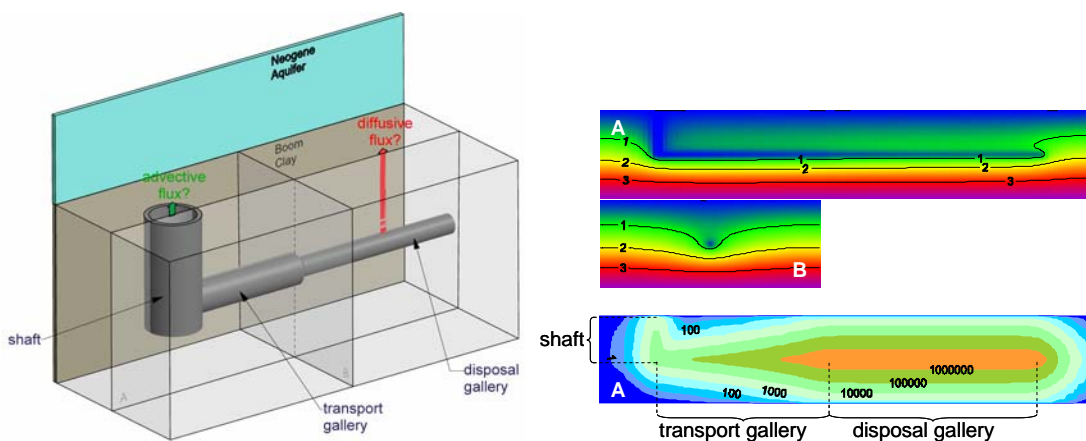 Neogene
Aquifer
diffusive
flux?
Boom
Clay
advective
flux?
shaft
A
B
disposal
gallery
transport
gallery
A
1
2
3
1
2
3
1
2
1
2
3
B
shaft
100
1000000
100000
10000
1000
100
A
transport gallery
disposal gallery